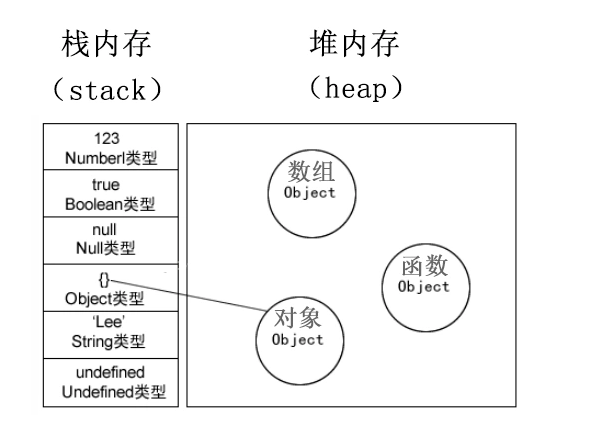 栈内存
(stack)
堆内存
(heap)
123
Numberl类型
true
Boolean类型
null
Null类型
{}
Object类型
‘Lee’
String类型
undefined
Undefined类型
数组
Object
函数
Object
对象
Object